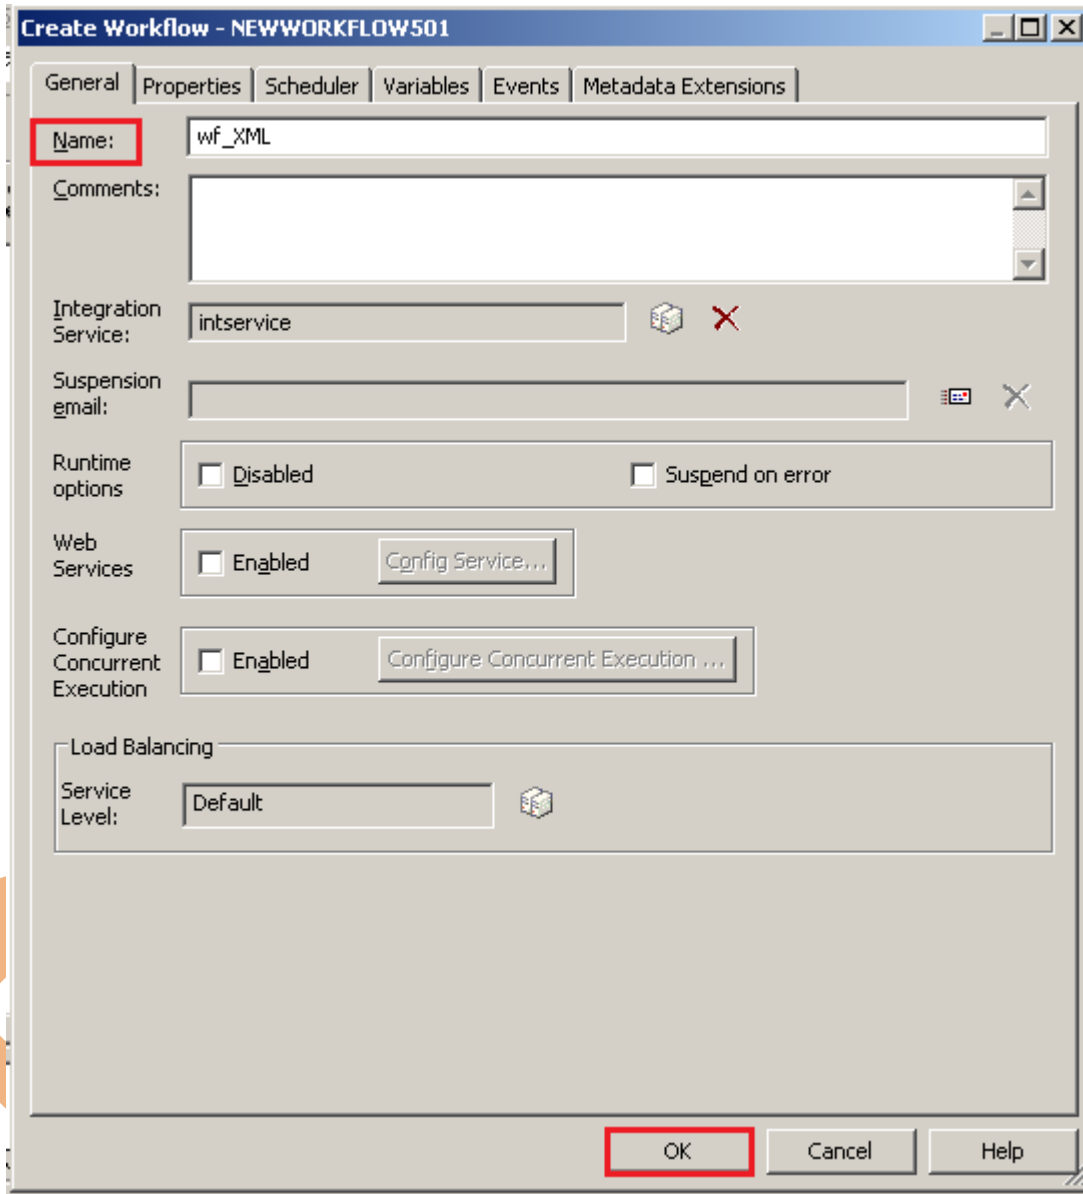 Create Workflow - NEWWORKFLOW501
General Properties Scheduler Variables Events Metadata Extensions
Name: wf_XML
Comments:
Integration
Service:
intservice
Suspension
email:
Runtime
options
Disabled Suspend on error
Web
Services
Enabled Config Service...
Configure
Concurrent
Execution
Enabled Configure Concurrent Execution ...
Load Balancing
Service
Level:
Default
OK Cancel Help